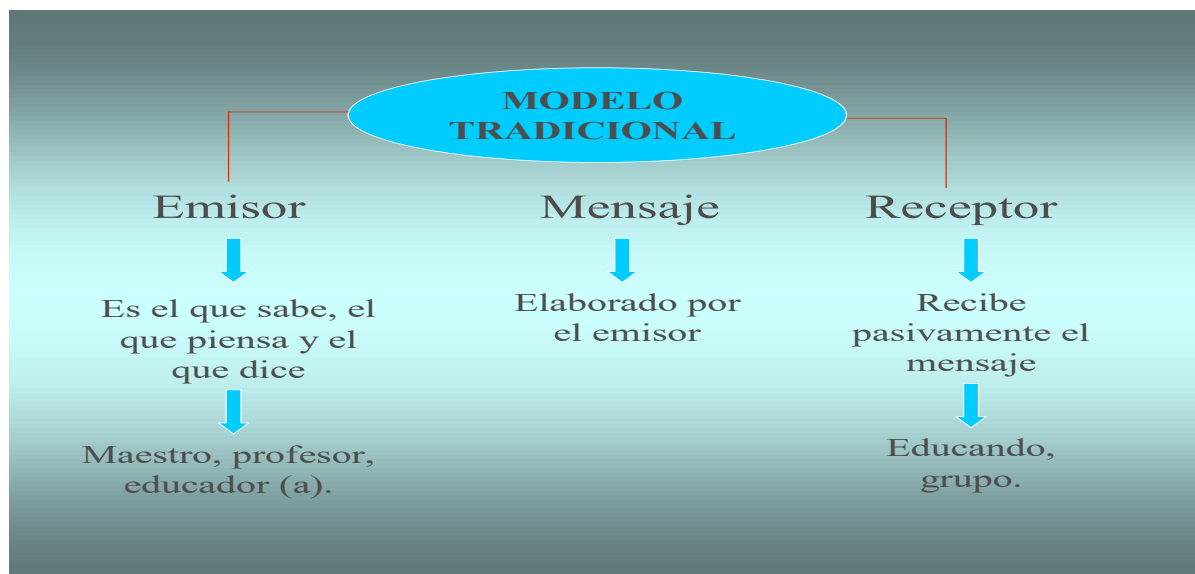 MODELO
TRADICIONAL
Emisor
Es el que sabe, el
que piensa y el
que dice
Maestro, profesor,
educador (a).
Mensaje
Elaborado por
el emisor
Receptor
Recibe
pasivamente el
mensaje
Educando,
grupo.